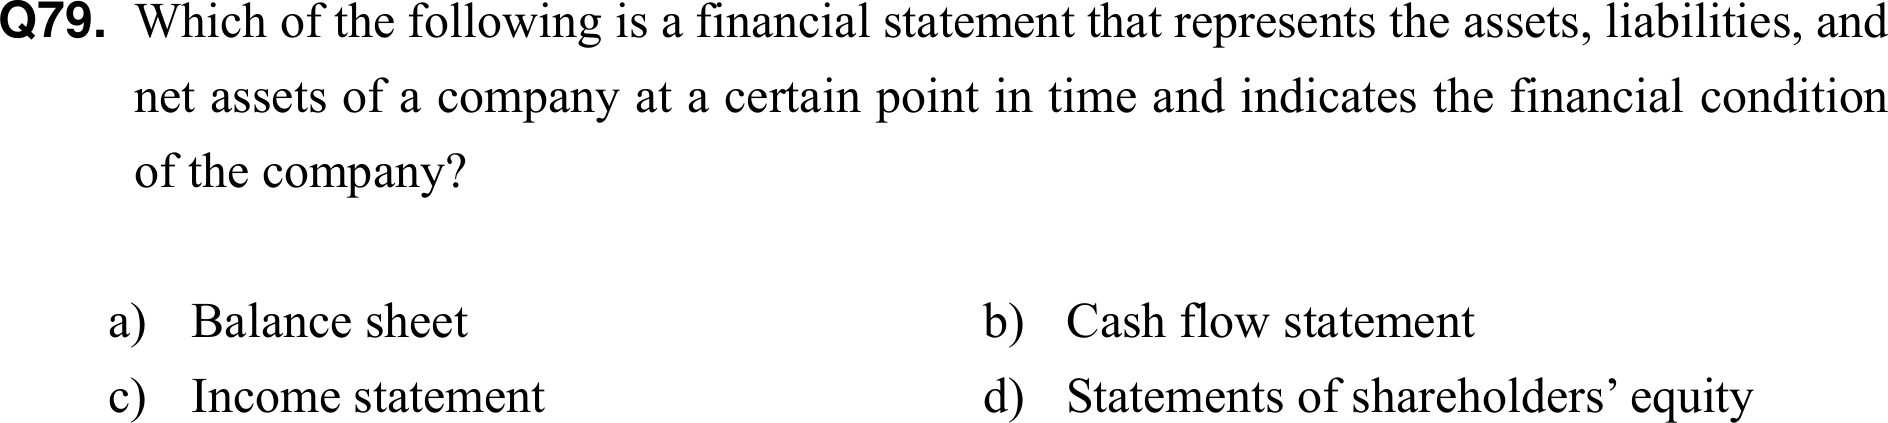 Q79. Which of the following is a financial statement that represents the assets, liabilities, and
net assets of a company at a certain point in time and indicates the financial condition
of the company?
a) Balance sheet b) Cash flow statement
c) Income statement d) Statements of shareholders’ equity